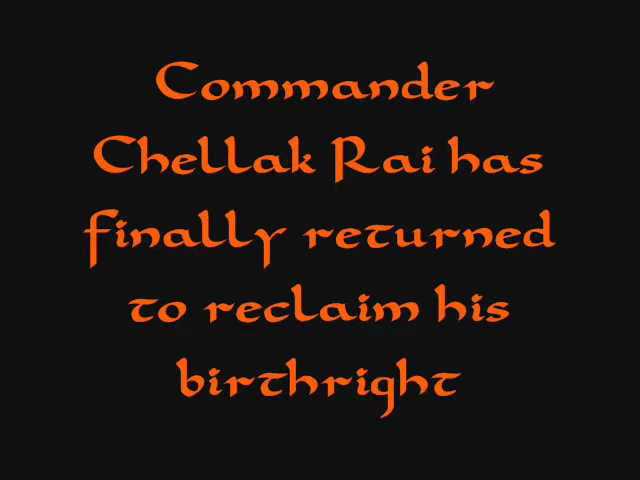 Commander
Chellak Rai has
finally returned
to reclaim his
birthright